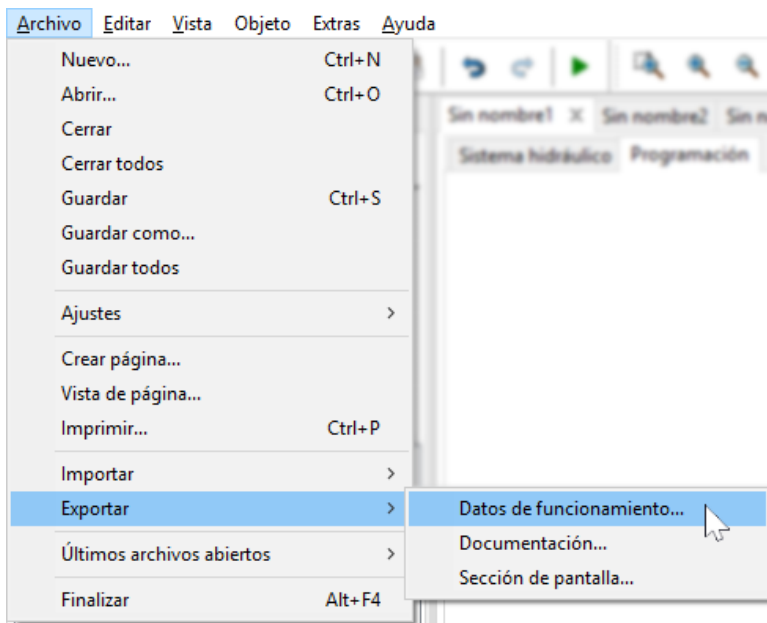 Archivo Editar Vista Objeto Extras Ayuda
Nuevo... Ctrl+N
Abrir... Ctrl+O
Cerrar
Cerrar todos
Guardar Ctrl+S
Guardar como...
Guardar todos
Ajustes >
Crear página...
Vista de página...
Imprimir... Ctrl+P
Importar >
Exportar >
Últimos archivos abiertos >
Finalizar Alt+F4
Sin nombre1 X Sin nombre2 Sin
Sistema hidráulico Programación
Datos de funcionamiento...
Documentación...
Sección de pantalla...